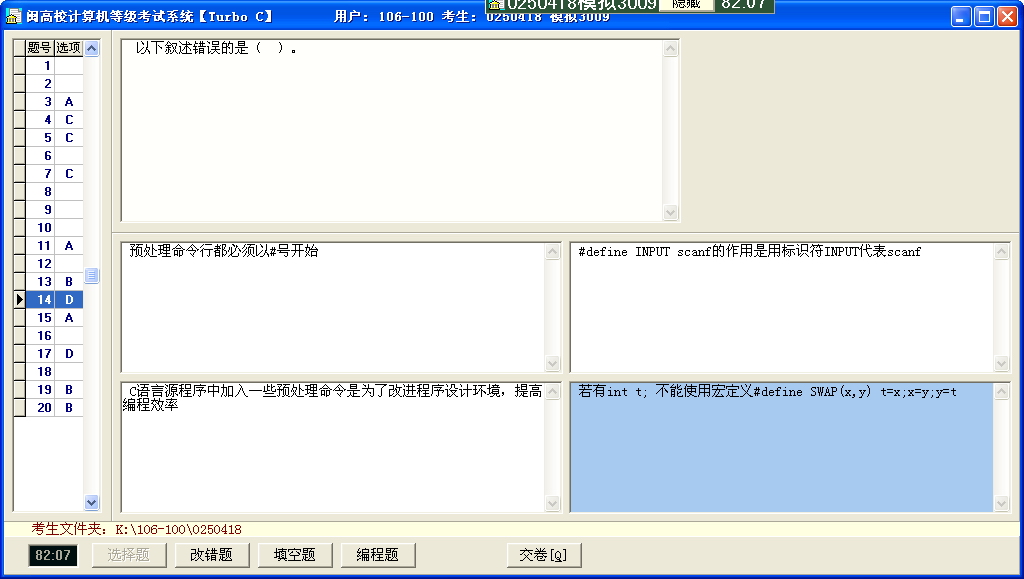 闽高校计算机等级考试系统【Turbo C】 用户: 106-100 考生: 0250418 模拟3009
0250418模拟3009 隐藏 82:07
题号 选项
1
2
3 A
4 C
5 C
6
7 C
8
9
10
11 A
12
13 B
14 D
15 A
16
17 D
18
19 B
20 B
以下叙述错误的是（ ）。
预处理命令行都必须以#号开始
#define INPUT scanf的作用是用标识符INPUT代表scanf
C语言源程序中加入一些预处理命令是为了改进程序设计环境，提高
编程效率
若有int t; 不能使用宏定义#define SWAP(x,y) t=x;x=y;y=t
考生文件夹: K:\106-100\0250418
82:07 选择题 改错题 填空题 编程题 交卷[Q]